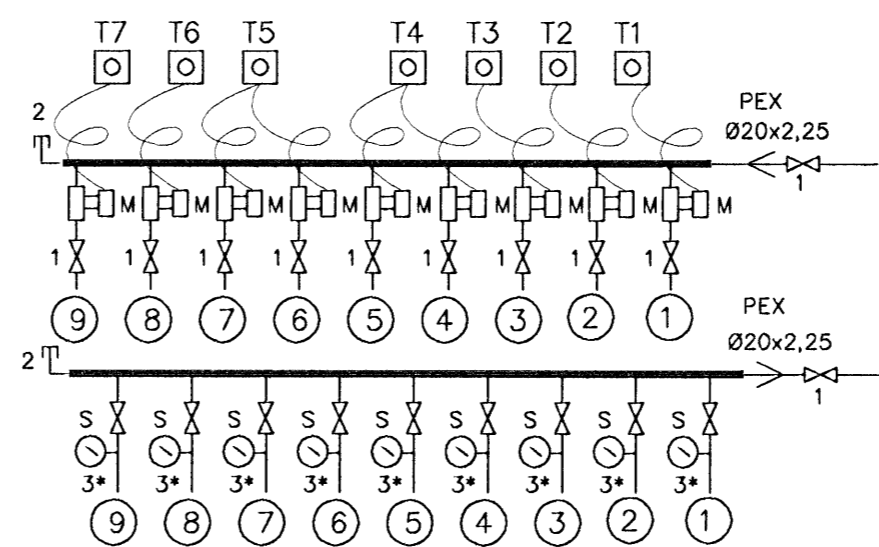 T7 T6 T5 T4 T3 T2 T1
PEX
Ø20x2,25
2
1
M M M M M M M M M
1 1 1 1 1 1 1 1 1
9 8 7 6 5 4 3 2 1
PEX
Ø20x2,25
2
1
S S S S S S S S S
3* 3* 3* 3* 3* 3* 3* 3* 3*
9 8 7 6 5 4 3 2 1